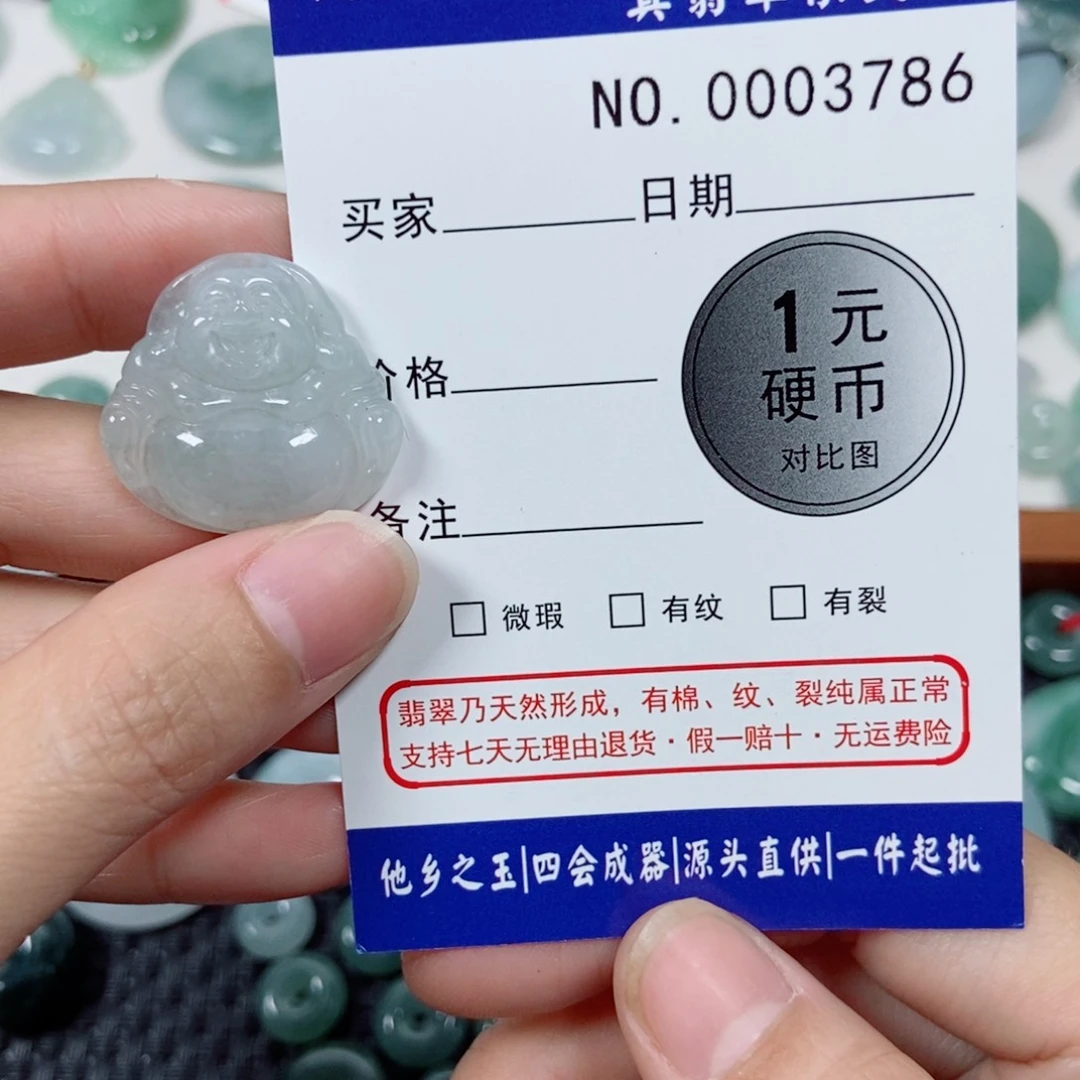 NO. 0003786
买家 日期
1元
硬币
对比图
价格
备注
微瑕 有纹 有裂
翡翠乃天然形成，有棉、纹、裂纯属正常
支持七天无理由退货·假一赔十·无运费险
他乡之玉|四会成器|源头直供|一件起批